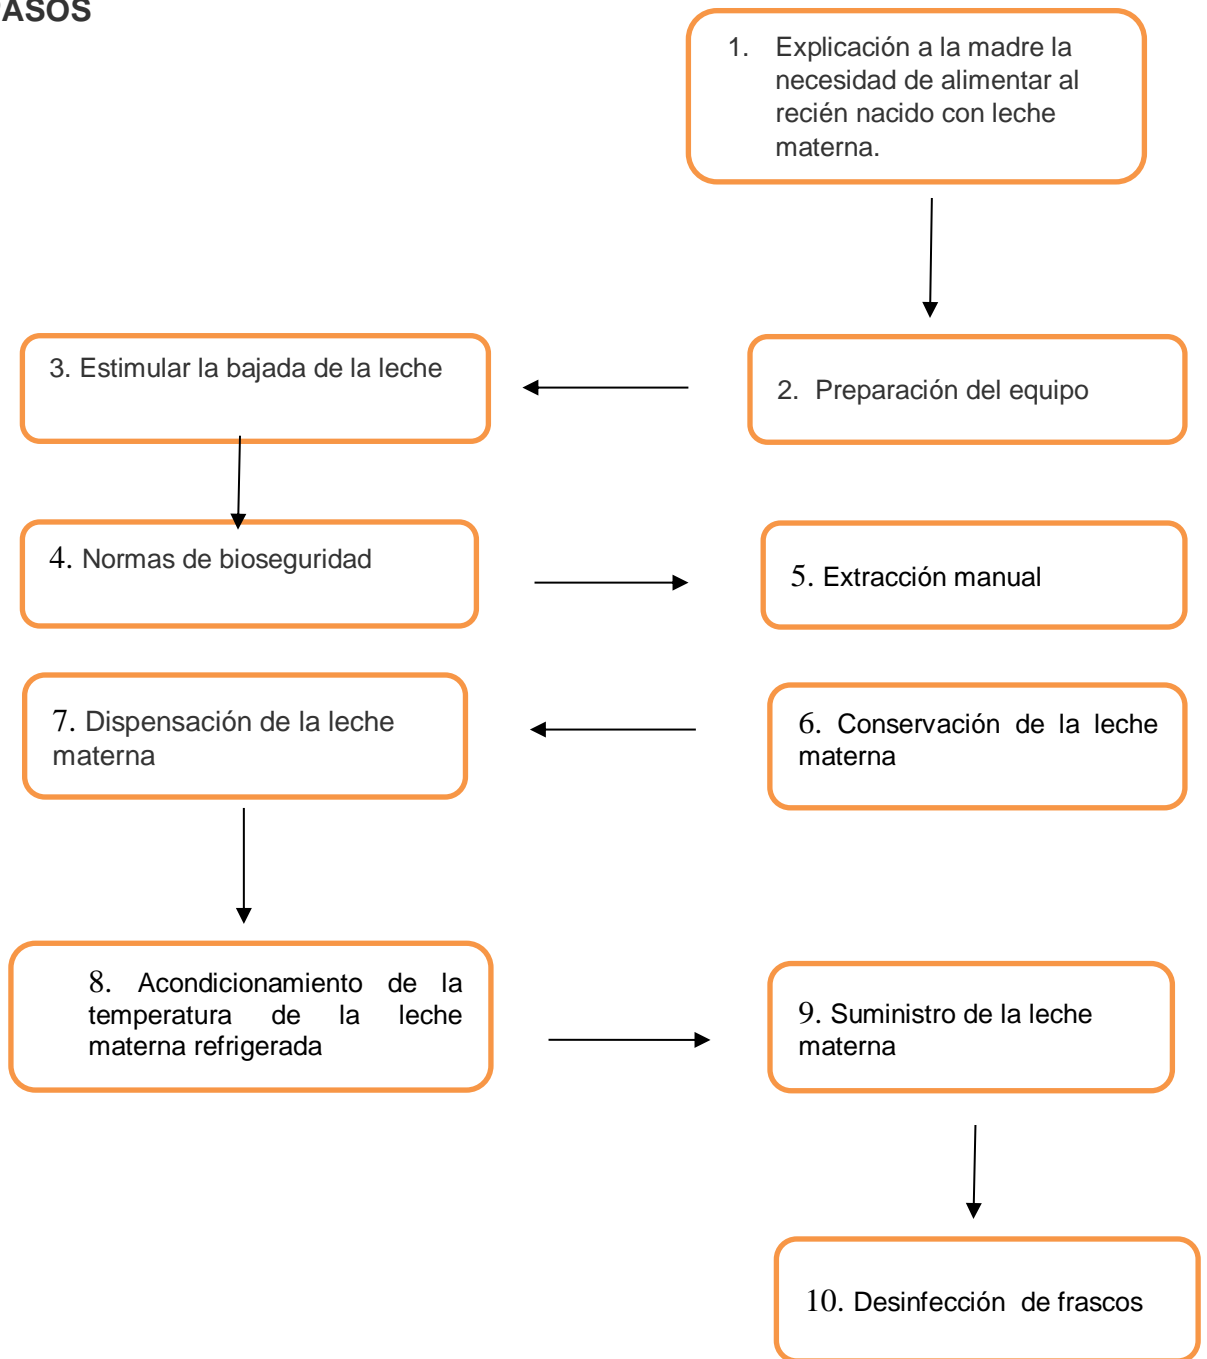 PASOS
1. Explicación a la madre la
necesidad de alimentar al
recién nacido con leche
materna.
2. Preparación del equipo
3. Estimular la bajada de la leche
4. Normas de bioseguridad
5. Extracción manual
6. Conservación de la leche
materna
7. Dispensación de la leche
materna
8. Acondicionamiento de la
temperatura de la leche
materna refrigerada
9. Suministro de la leche
materna
10. Desinfección de frascos